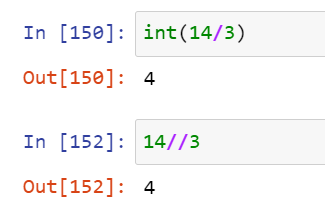 In [150]: int(14/3)
Out[150]: 4
In [152]: 14//3
Out[152]: 4